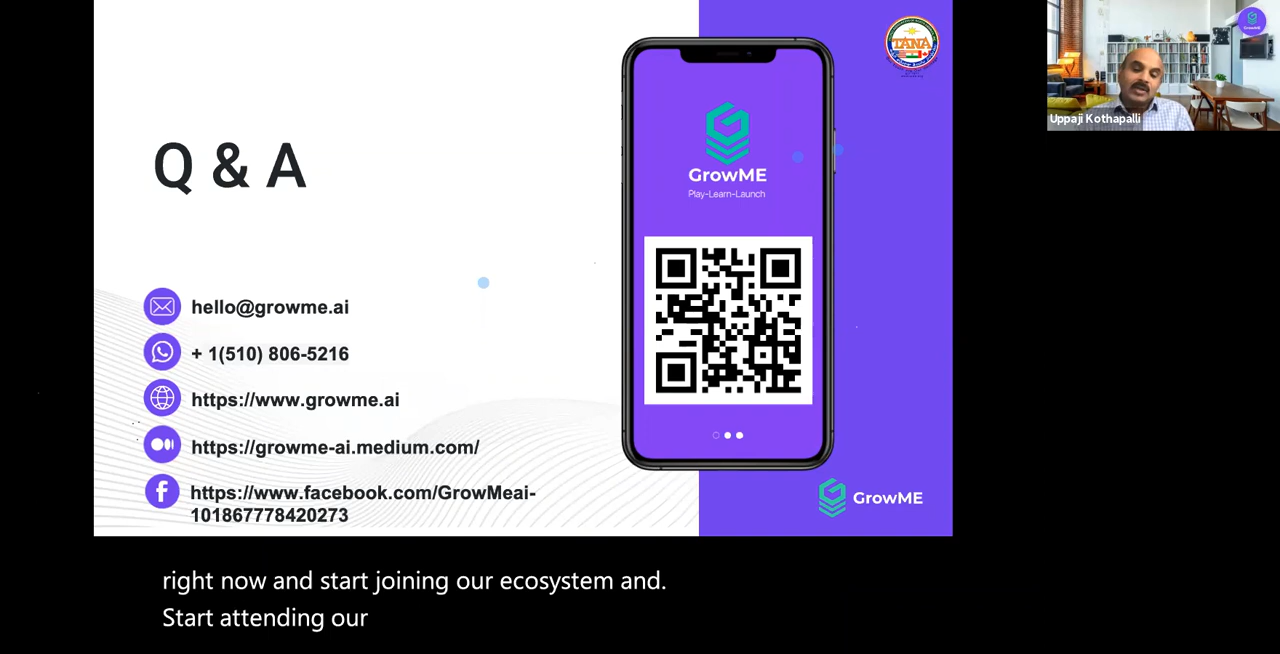 Q & A
hello@growme.ai
+ 1(510) 806-5216
https://www.growme.ai
https://growme-ai.medium.com/
https://www.facebook.com/GrowMeai-
101867778420273
TANA
GrowME
Play-Learn-Launch
GrowME
Uppaji Kothapalli
right now and start joining our ecosystem and.
Start attending our